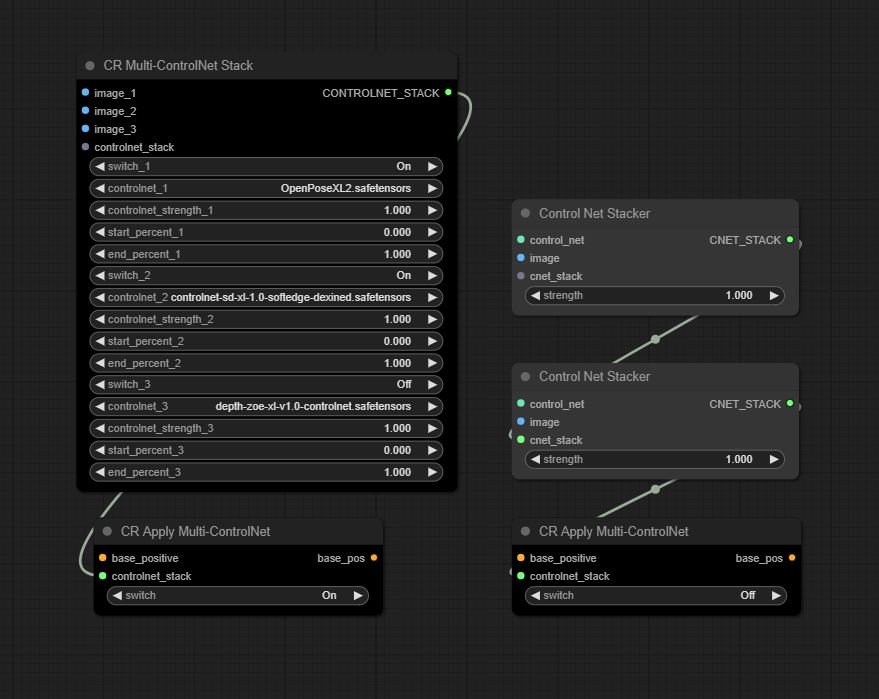 CR Multi-ControlNet Stack
image_1 CONTROLNET_STACK
image_2
image_3
controlnet_stack
switch_1 On
controlnet_1 OpenPoseXL2.safetensors
controlnet_strength_1 1.000
start_percent_1 0.000
end_percent_1 1.000
switch_2 On
controlnet_2 controlnet-sd-xl-1.0-softedge-dexined.safetensors
controlnet_strength_2 1.000
start_percent_2 0.000
end_percent_2 1.000
switch_3 Off
controlnet_3 depth-zoe-xl-v1.0-controlnet.safetensors
controlnet_strength_3 1.000
start_percent_3 0.000
end_percent_3 1.000
CR Apply Multi-ControlNet
base_positive base_pos
controlnet_stack
switch On
Control Net Stacker
control_net CNET_STACK
image
cnet_stack
strength 1.000
Control Net Stacker
control_net CNET_STACK
image
cnet_stack
strength 1.000
CR Apply Multi-ControlNet
base_positive base_pos
controlnet_stack
switch Off